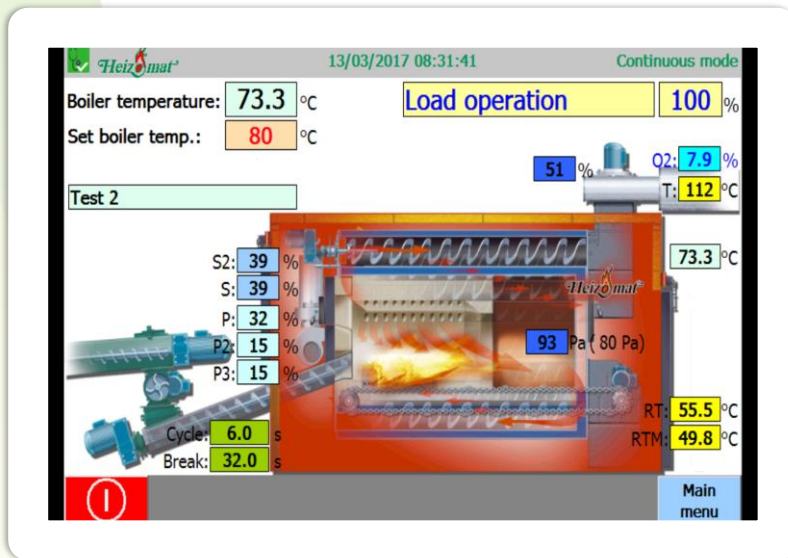 Heizomat
13/03/2017 08:31:41
Continuous mode
Boiler temperature: 73.3 °C
Load operation 100 %
Set boiler temp.: 80 °C
51 %
O2: 7.9 %
T: 112 °C
Test 2
73.3 °C
S2: 39 %
S: 39 %
Heizomat
P: 32 %
P2: 15 %
93 Pa ( 80 Pa)
P3: 15 %
RT: 55.5 °C
RTM: 49.8 °C
Cycle: 6.0 s
Break: 32.0 s
Main
menu